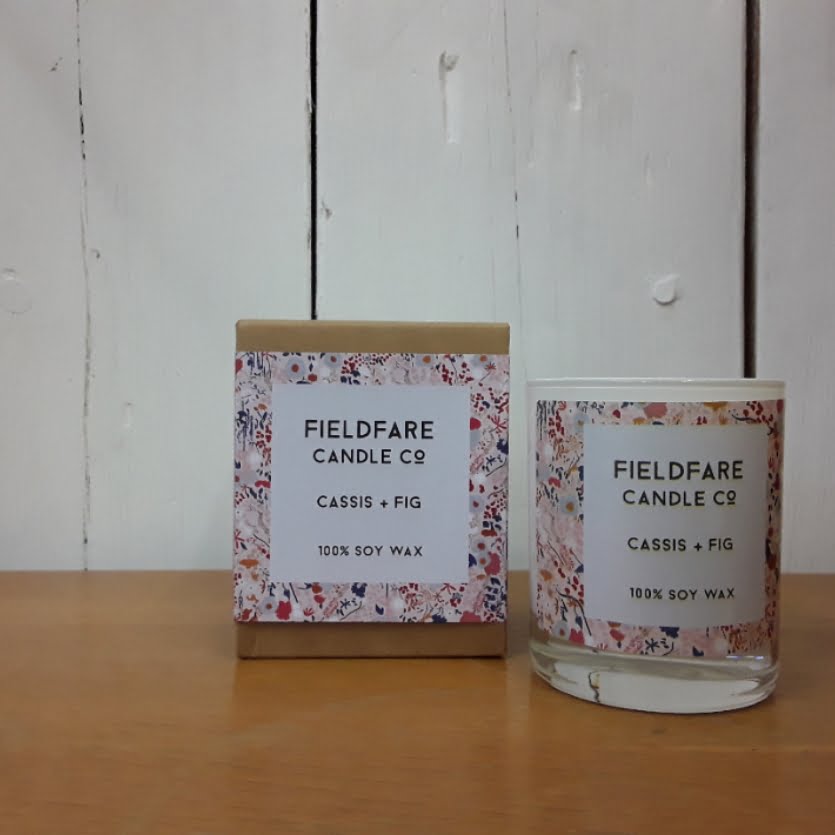 FIELDFARE
CANDLE CO
CASSIS + FIG
100% SOY WAX
FIELDFARE
CANDLE CO
CASSIS + FIG
100% SOY WAX